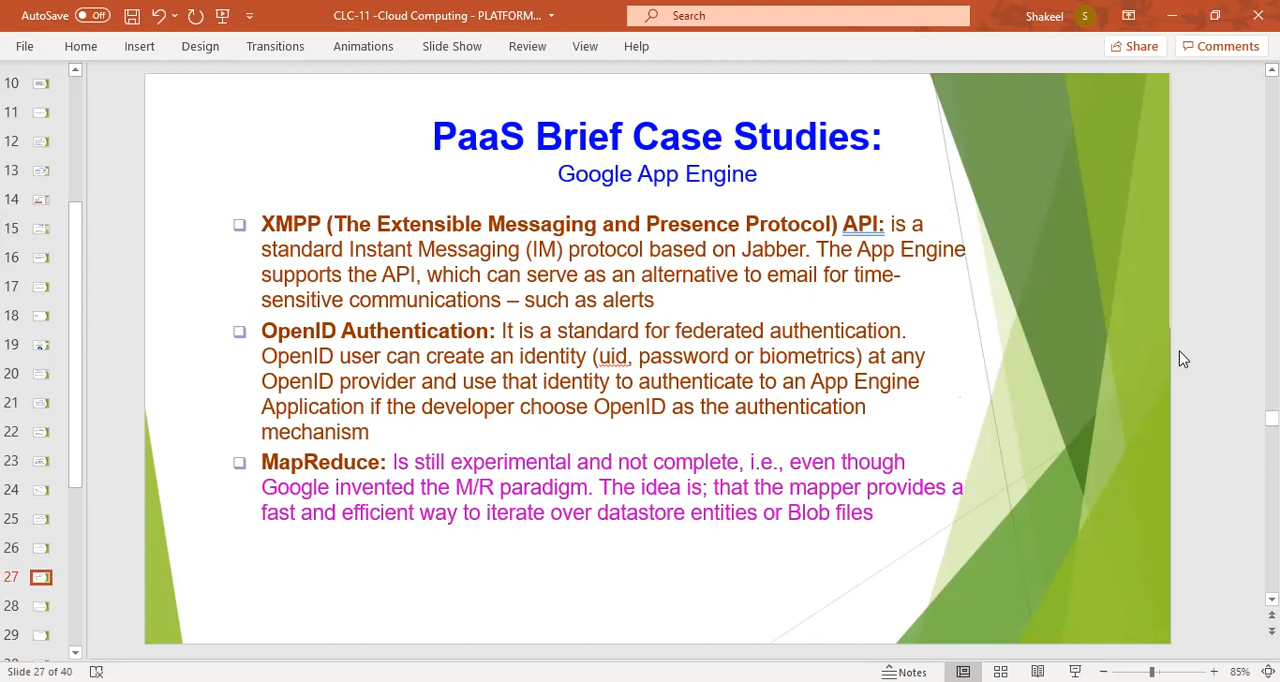 AutoSave Off CLC-11 -Cloud Computing - PLATFORM... Search Shakeel S
File Home Insert Design Transitions Animations Slide Show Review View Help Share Comments
10
11
12
13
14
15
16
17
18
19
20
21
22
23
24
25
26
27
28
29
PaaS Brief Case Studies:
Google App Engine
XMPP (The Extensible Messaging and Presence Protocol) API: is a
standard Instant Messaging (IM) protocol based on Jabber. The App Engine
supports the API, which can serve as an alternative to email for time-
sensitive communications – such as alerts
OpenID Authentication: It is a standard for federated authentication.
OpenID user can create an identity (uid, password or biometrics) at any
OpenID provider and use that identity to authenticate to an App Engine
Application if the developer choose OpenID as the authentication
mechanism
MapReduce: Is still experimental and not complete, i.e., even though
Google invented the M/R paradigm. The idea is; that the mapper provides a
fast and efficient way to iterate over datastore entities or Blob files
Slide 27 of 40 Notes 85%